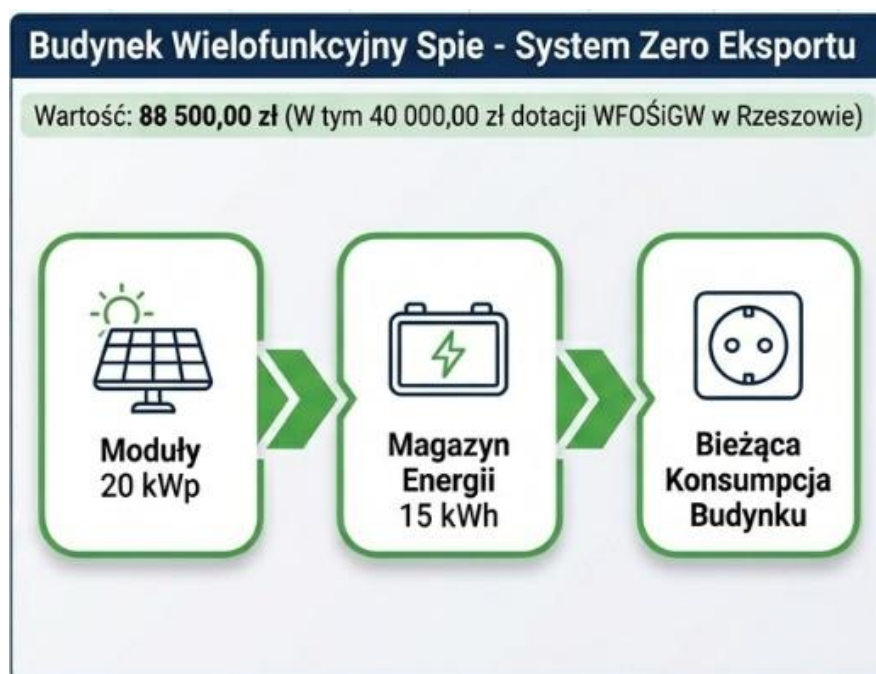 Budynek Wielofunkcyjny Spie - System Zero Eksportu
Wartość: 88 500,00 zł (W tym 40 000,00 zł dotacji WFOŚiGW w Rzeszowie)
Moduły
20 kWp
Magazyn
Energii
15 kWh
Bieżąca
Konsumpcja
Budynku